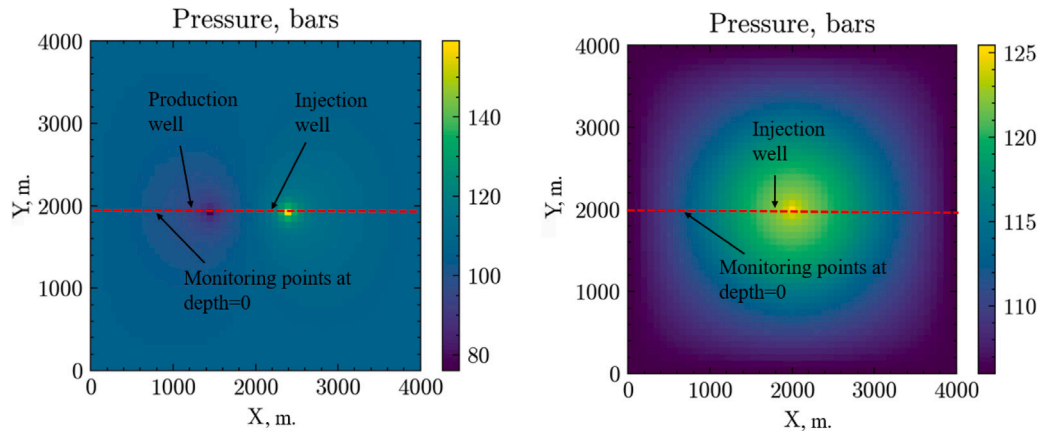 Pressure, bars
4000
3000
2000
1000
0
Y, m.
0
1000
2000
3000
4000
X, m.
Production
well
Injection
well
Monitoring points at
depth=0
140
120
100
80
Pressure, bars
4000
3000
2000
1000
0
Y, m.
0
1000
2000
3000
4000
X, m.
Injection
well
Monitoring points at
depth=0
125
120
115
110